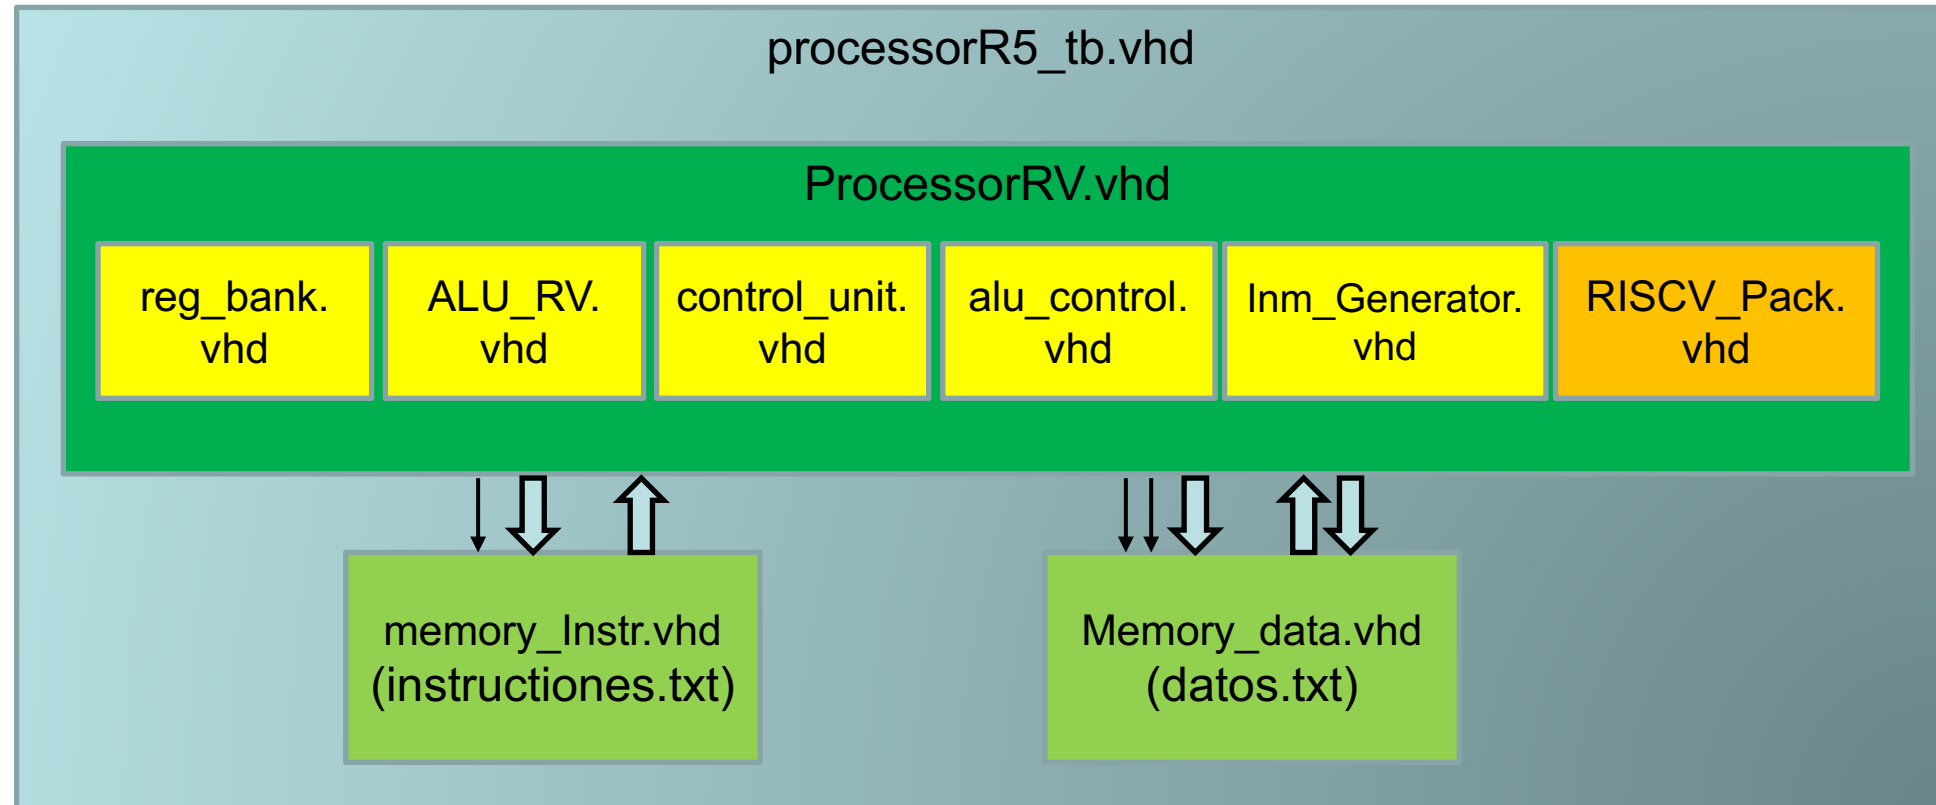 processorR5_tb.vhd
ProcessorRV.vhd
reg_bank.
vhd
ALU_RV.
vhd
control_unit.
vhd
alu_control.
vhd
Inm_Generator.
vhd
RISCV_Pack.
vhd
memory_Instr.vhd
(instructiones.txt)
Memory_data.vhd
(datos.txt)